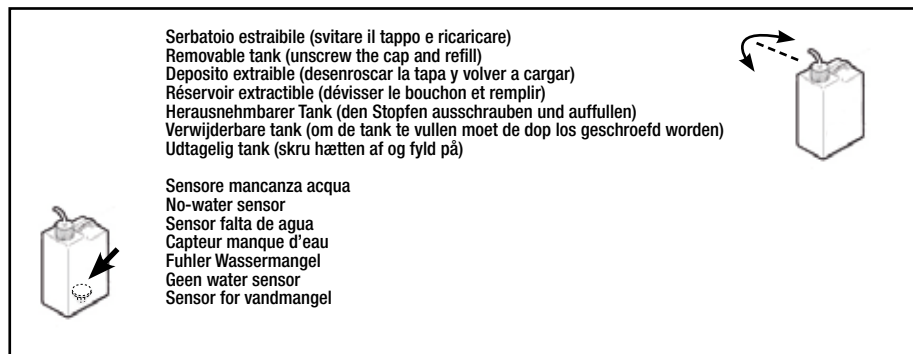 Serbatoio estraibile (svitare il tappo e ricaricare)
Removable tank (unscrew the cap and refill)
Deposito extraible (desenroscar la tapa y volver a cargar)
Réservoir extractible (dévisser le bouchon et remplir)
Herausnehmbarer Tank (den Stopfen ausschrauben und auffullen)
Verwijderbare tank (om de tank te vullen moet de dop los geschroefd worden)
Udtagelig tank (skru hætten af og fyld på)
Sensore mancanza acqua
No-water sensor
Sensor falta de agua
Capteur manque d'eau
Fuhler Wassermangel
Geen water sensor
Sensor for vandmangel